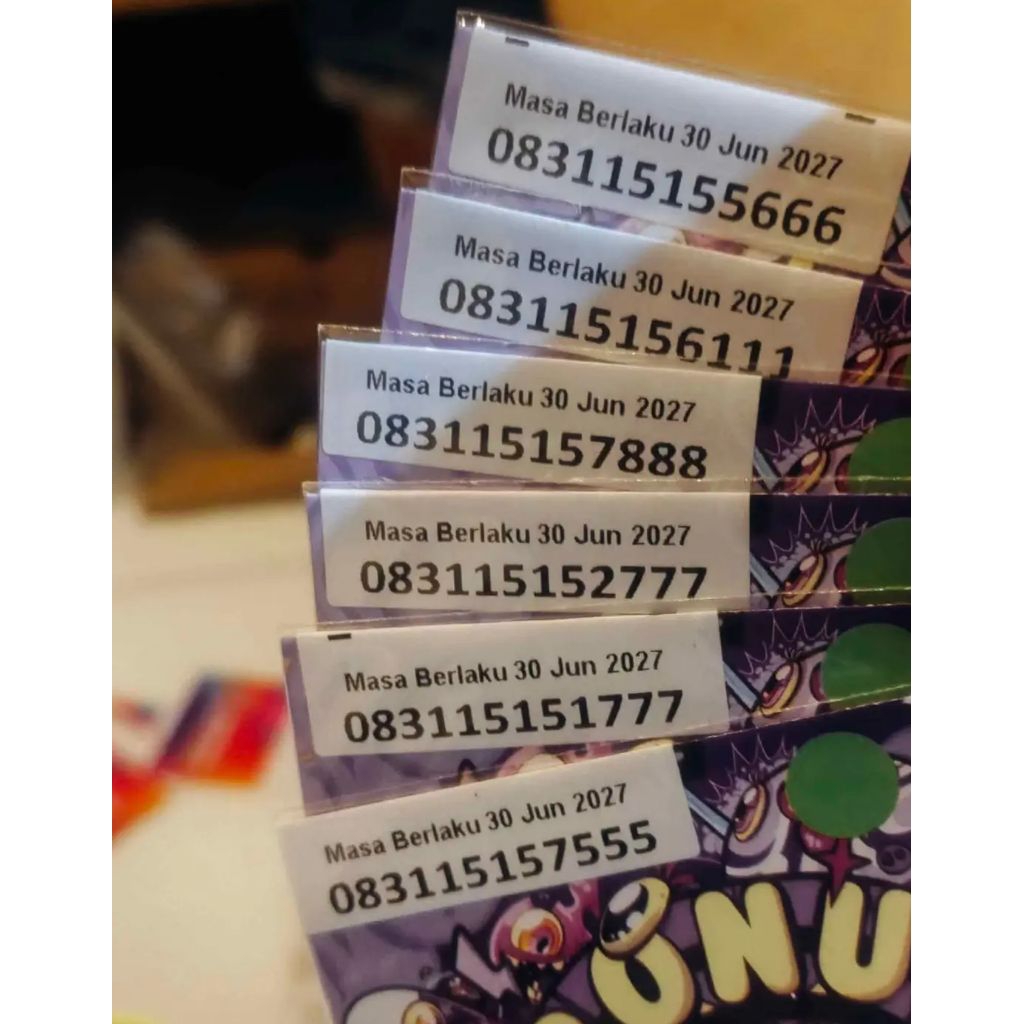 Masa Berlaku 30 Jun 2027
083115155666
Masa Berlaku 30 Jun 2027
083115156111
Masa Berlaku 30 Jun 2027
083115157888
Masa Berlaku 30 Jun 2027
083115152777
Masa Berlaku 30 Jun 2027
083115151777
Masa Berlaku 30 Jun 2027
083115157555